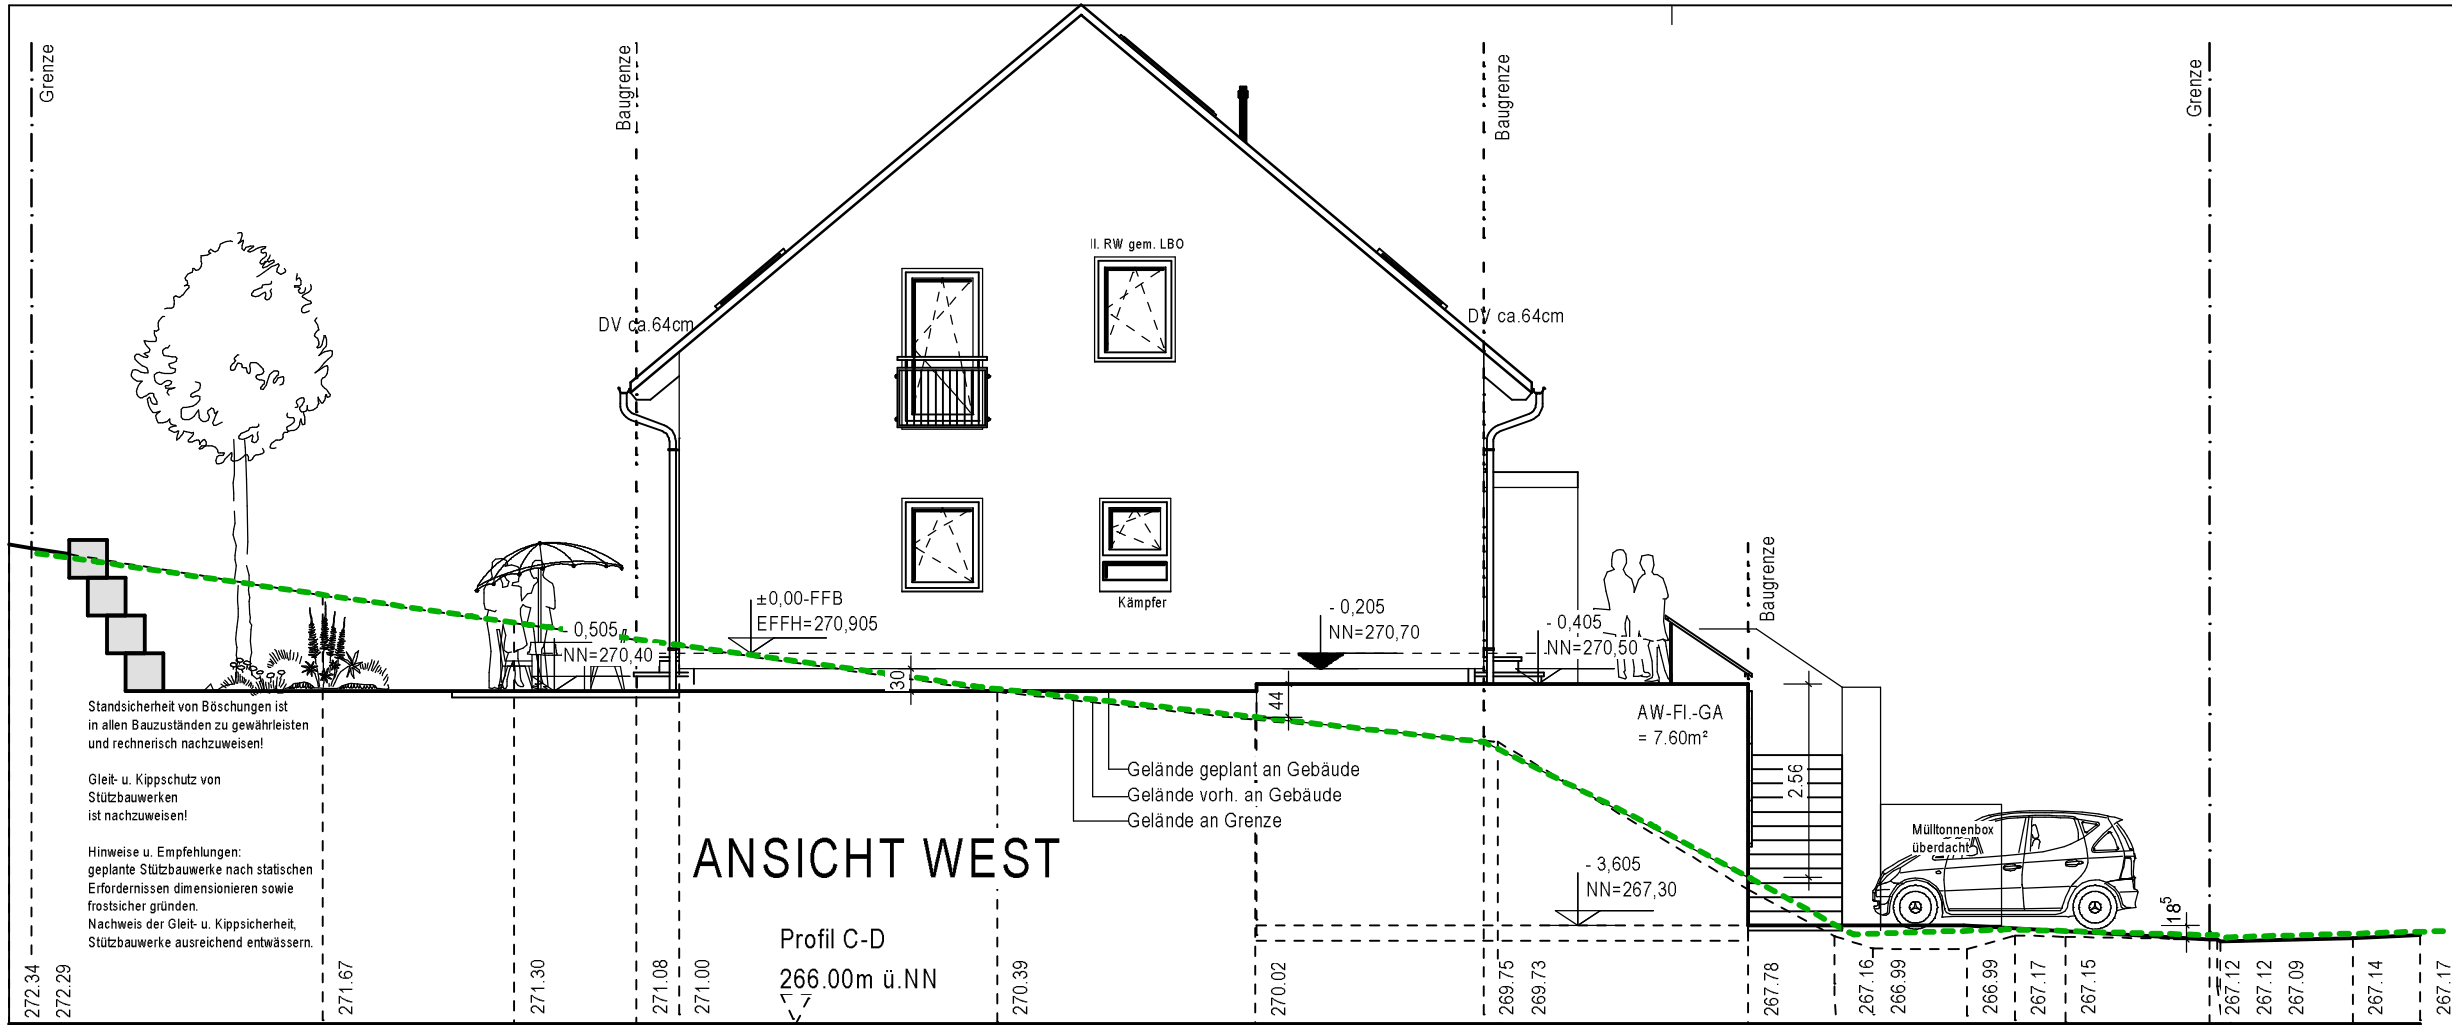 Grenze
Baugrenze
Baugrenze
Grenze
II. RW gem. LBO
DV ca.64cm
DV ca.64cm
Baugrenze
Kämpfer
±0,00-FFB
EFFH=270,905
- 0,205
NN=270,70
- 0,505
NN=270,40
- 0,405
NN=270,50
30
44
Standsicherheit von Böschungen ist
in allen Bauzuständen zu gewährleisten
und rechnerisch nachzuweisen!
Gleit- u. Kippschutz von
Stützbauwerken
ist nachzuweisen!
Hinweise u. Empfehlungen:
geplante Stützbauwerke nach statischen
Erfordernissen dimensionieren sowie
frostsicher gründen.
Nachweis der Gleit- u. Kippsicherheit,
Stützbauwerke ausreichend entwässern.
AW-Fl.-GA
= 7.60m²
Gelände geplant an Gebäude
Gelände vorh. an Gebäude
Gelände an Grenze
2.56
ANSICHT WEST
Mülltonnenbox
überdacht
- 3,605
NN=267,30
18⁵
Profil C-D
266.00m ü.NN
272.34
272.29
271.67
271.30
271.08
271.00
270.39
270.02
269.75
269.73
267.78
267.16
266.99
266.99
267.17
267.15
267.12
267.12
267.09
267.14
267.17